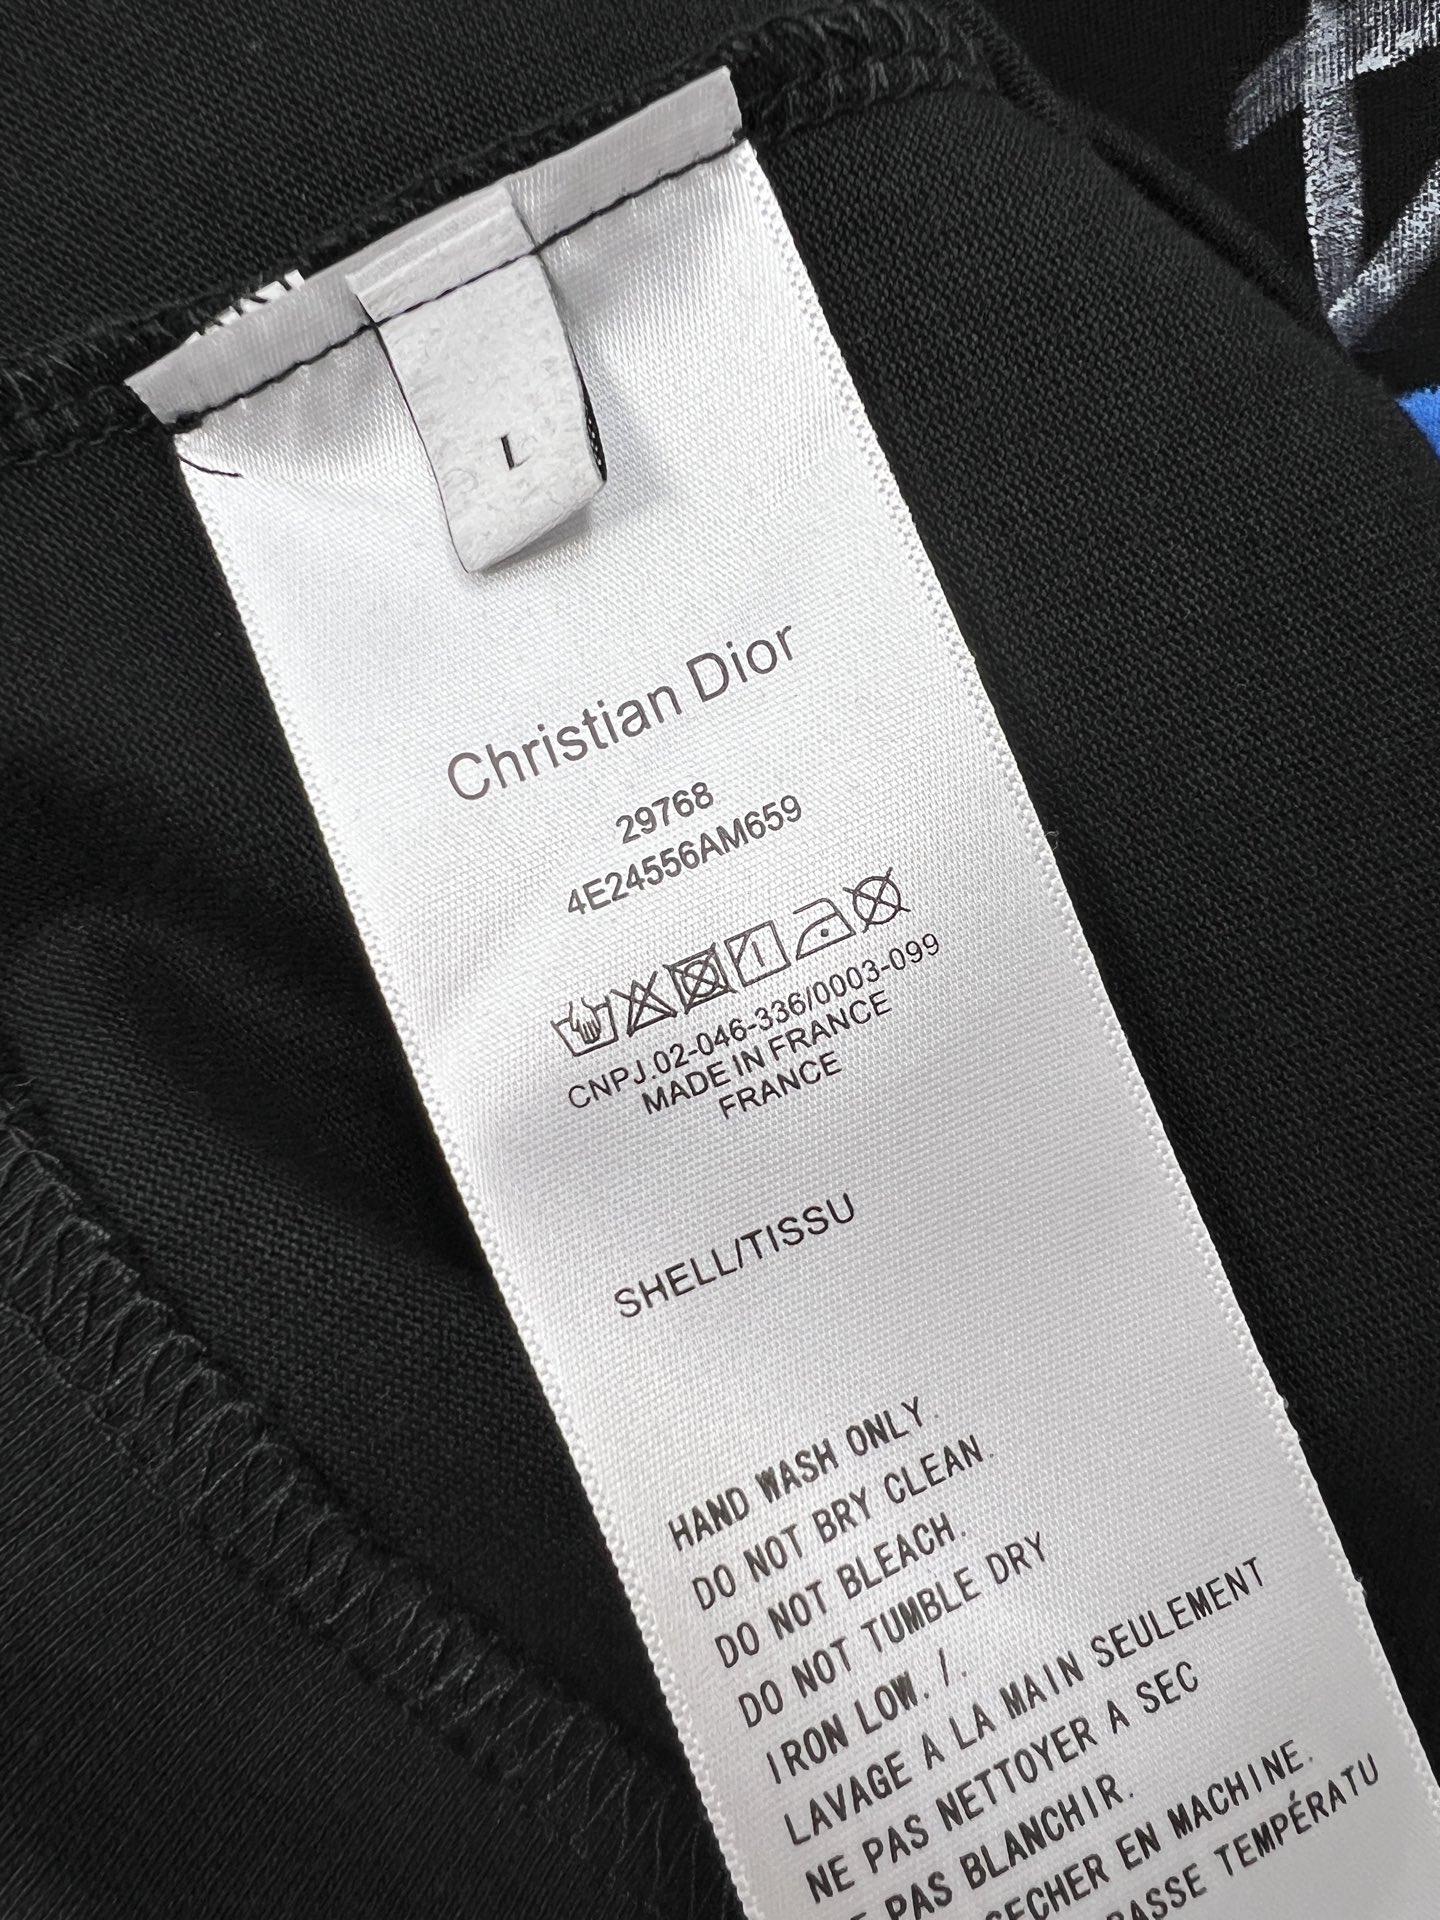 L
Christian Dior
29768
4E24556AM659
CNPJ.02-046-336/0003-099
MADE IN FRANCE
FRANCE
SHELL/TISSU
HAND WASH ONLY.
DO NOT BRY CLEAN.
DO NOT BLEACH.
DO NOT TUMBLE DRY
IRON LOW. /.
LAVAGE A LA MAIN SEULEMENT
NE PAS NETTOYER A SEC
PAS BLANCHIR.
SECHER EN MACHINE.
BASSE TEMPÉRATU